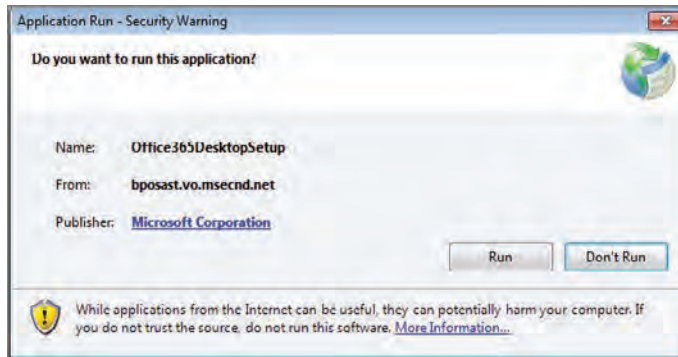 Application Run - Security Warning
Do you want to run this application?
Name: Office365DesktopSetup
From: bposast.vo.msecnd.net
Publisher: Microsoft Corporation
Run Don't Run
While applications from the Internet can be useful, they can potentially harm your computer. If
you do not trust the source, do not run this software. More Information...